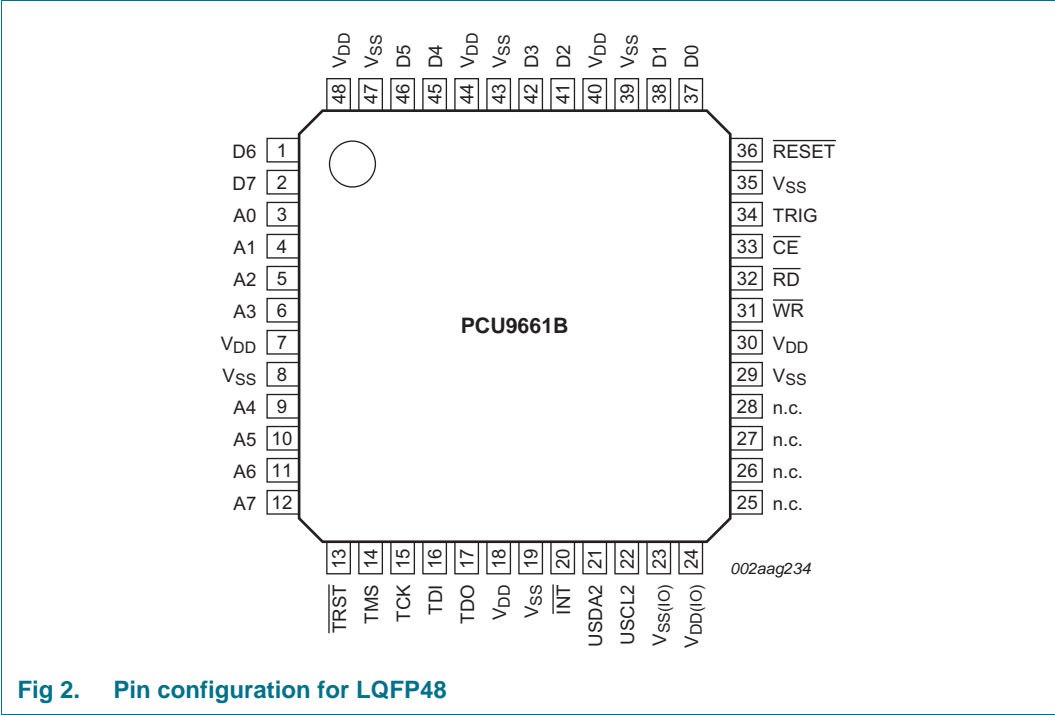 VDD VSS D5 D4 VDD VSS D3 D2 VDD VSS D1 D0
48 47 46 45 44 43 42 41 40 39 38 37
D6 1
D7 2
A0 3
A1 4
A2 5
A3 6
VDD 7
VSS 8
A4 9
A5 10
A6 11
A7 12
PCU9661B
36 RESET
35 VSS
34 TRIG
33 CE
32 RD
31 WR
30 VDD
29 VSS
28 n.c.
27 n.c.
26 n.c.
25 n.c.
13 14 15 16 17 18 19 20 21 22 23 24
TRST TMS TCK TDI TDO VDD VSS INT USDA2 USCL2 VSS(IO) VDD(IO)
002aag234
Fig 2. Pin configuration for LQFP48